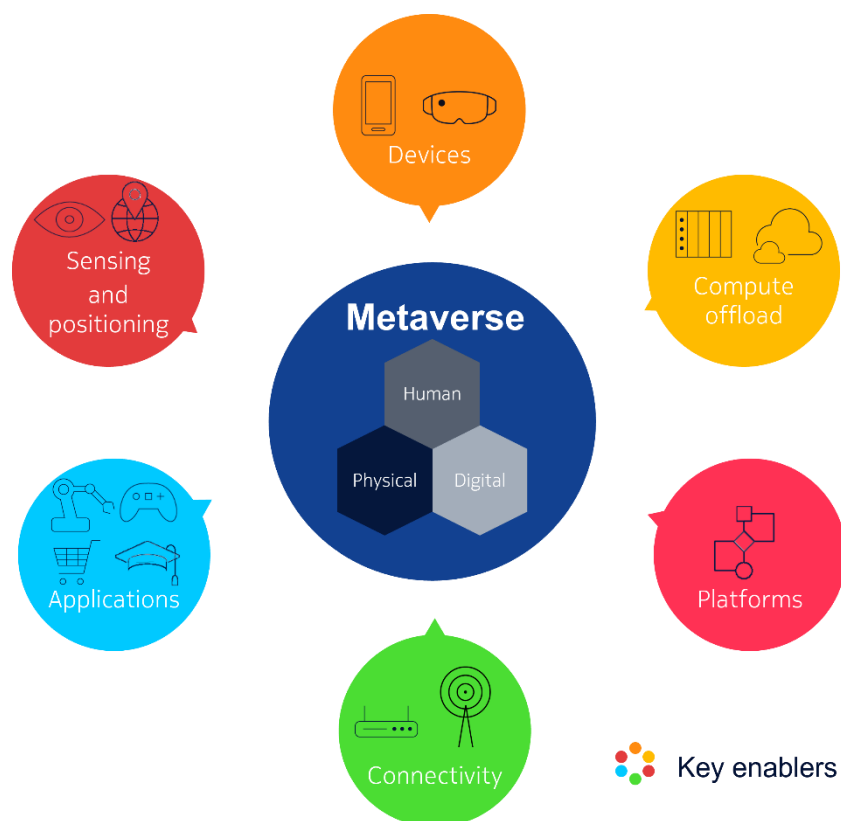 Devices
Sensing
and
positioning
Compute
offload
Metaverse
Human
Physical
Digital
Applications
Platforms
Connectivity
Key enablers